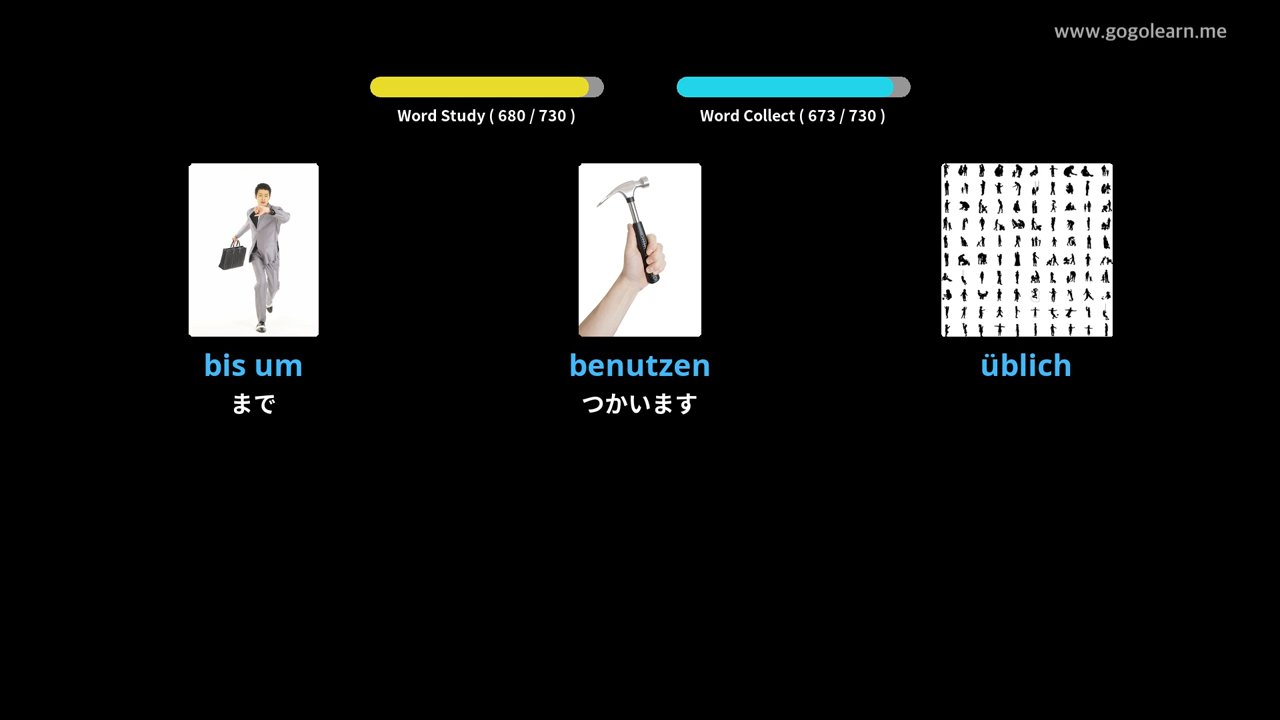 www.gogolearn.me
Word Study ( 680 / 730 )
Word Collect ( 673 / 730 )
bis um
まで
benutzen
つかいます
üblich